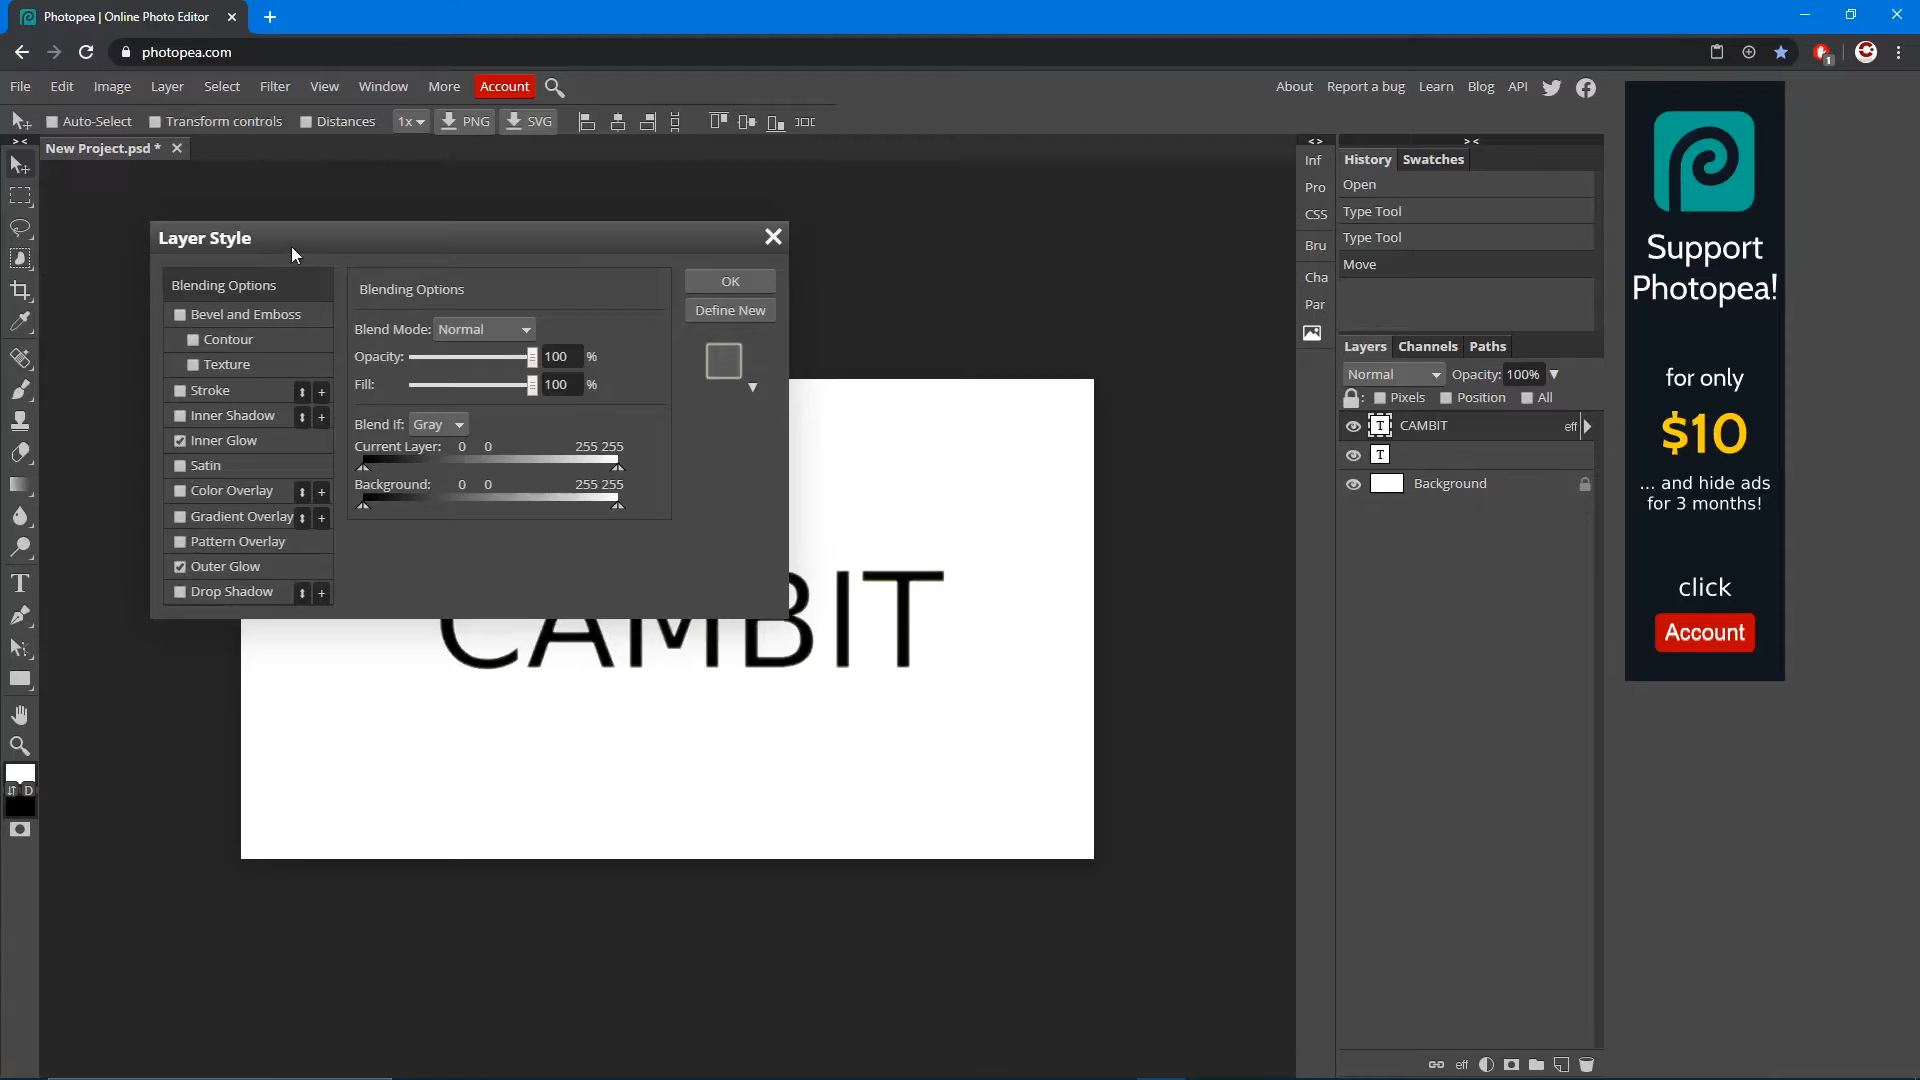 Photopea | Online Photo Editor
photopea.com
1
File Edit Image Layer Select Filter View Window More Account
About Report a bug Learn Blog API
Auto-Select Transform controls Distances 1x PNG SVG
New Project.psd *
Layer Style
Blending Options
Bevel and Emboss
Contour
Texture
Stroke
Inner Shadow
Inner Glow
Satin
Color Overlay
Gradient Overlay
Pattern Overlay
Outer Glow
Drop Shadow
Blending Options
Blend Mode: Normal
Opacity: 100 %
Fill: 100 %
Blend If: Gray
Current Layer: 0 0 255 255
Background: 0 0 255 255
OK
Define New
CAMBIT
D
Inf
Pro
CSS
Bru
Cha
Par
History Swatches
Open
Type Tool
Type Tool
Move
Layers Channels Paths
Normal Opacity: 100%
: Pixels Position All
T CAMBIT eff
T
Background
eff
Support
Photopea!
for only
$10
... and hide ads
for 3 months!
click
Account